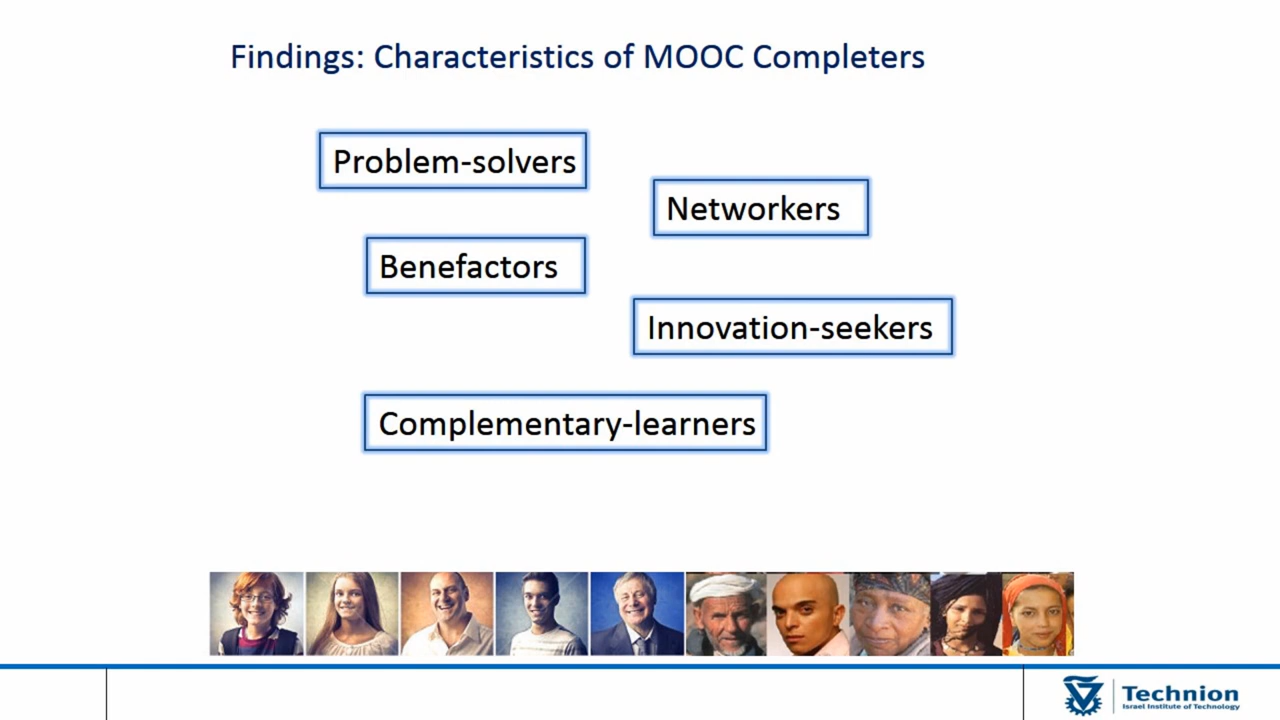 Findings: Characteristics of MOOC Completers
Problem-solvers
Networkers
Benefactors
Innovation-seekers
Complementary-learners
Technion
Israel Institute of Technology